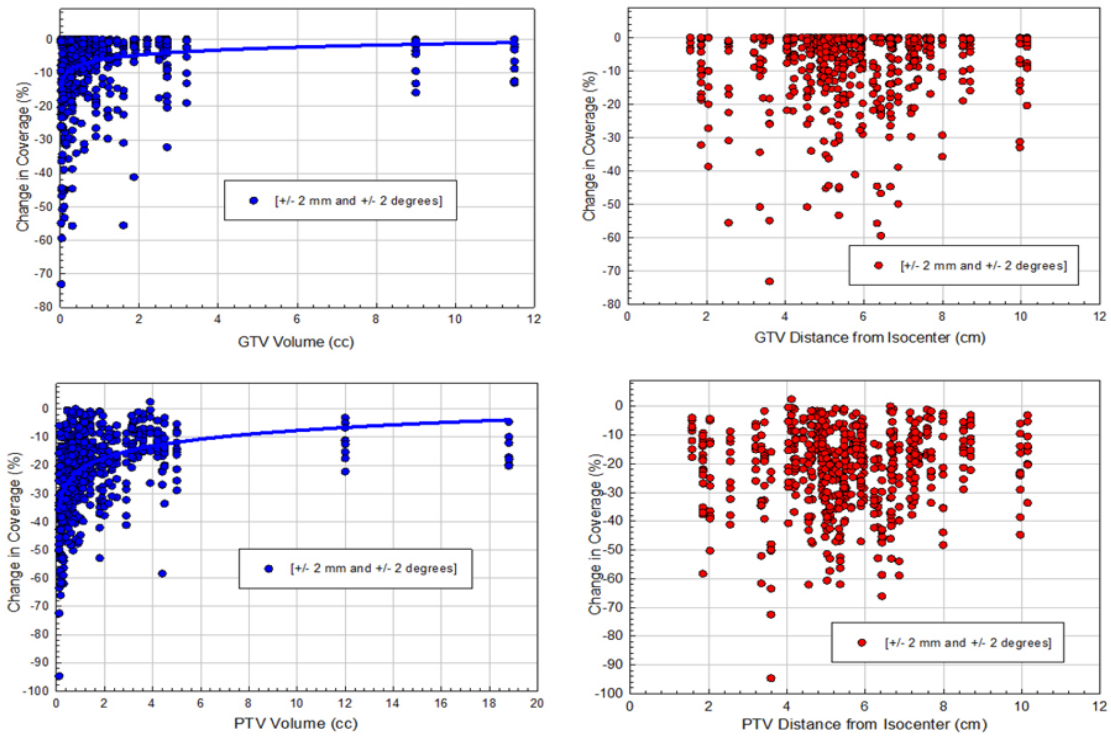 Change in Coverage (%)
0
-10
-20
-30
-40
-50
-60
-70
-80
[+/- 2 mm and +/- 2 degrees]
0 2 4 6 8 10 12
GTV Volume (cc)
Change in Coverage (%)
0
-10
-20
-30
-40
-50
-60
-70
-80
[+/- 2 mm and +/- 2 degrees]
0 2 4 6 8 10 12
GTV Distance from Isocenter (cm)
Change in Coverage (%)
0
-10
-20
-30
-40
-50
-60
-70
-80
-90
-100
[+/- 2 mm and +/- 2 degrees]
0 2 4 6 8 10 12 14 16 18 20
PTV Volume (cc)
Change in Coverage (%)
0
-10
-20
-30
-40
-50
-60
-70
-80
-90
-100
[+/- 2 mm and +/- 2 degrees]
0 2 4 6 8 10 12
PTV Distance from Isocenter (cm)